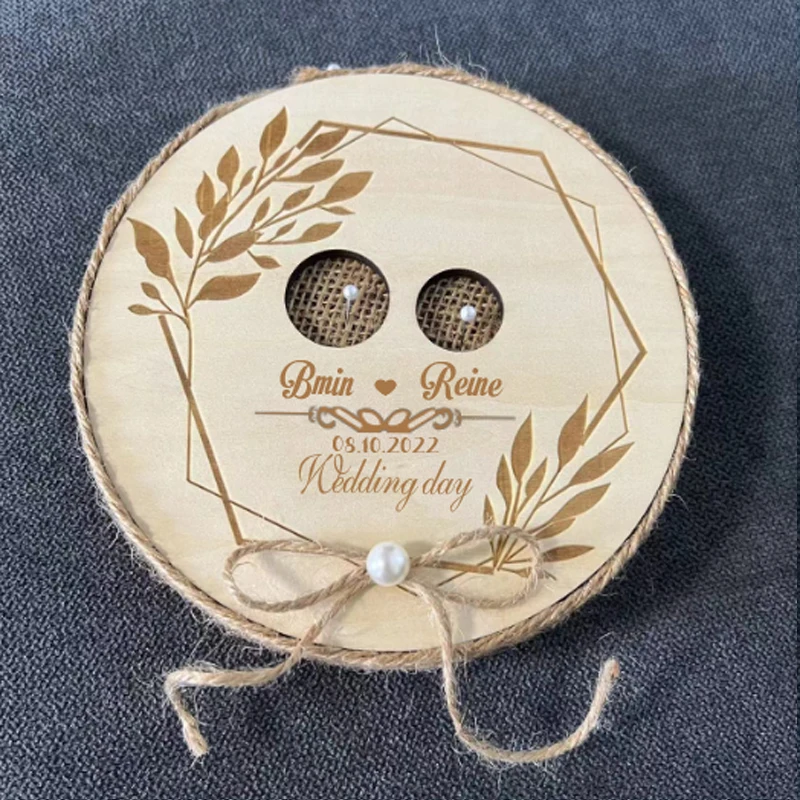 Bmin ❤ Reine
08.10.2022
Wedding day